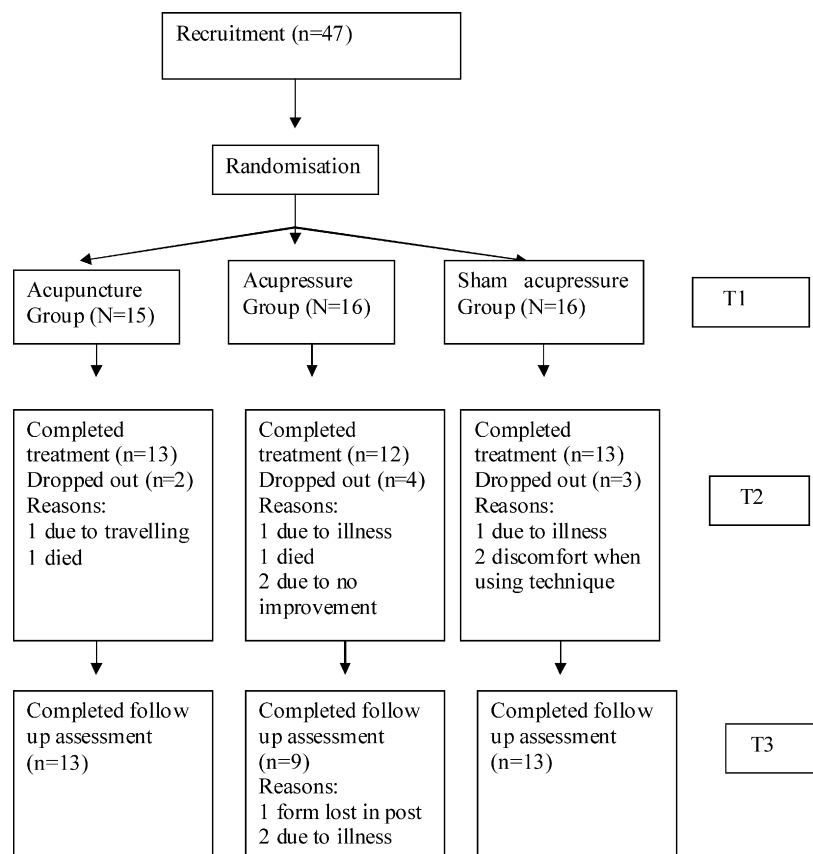 Recruitment (n=47)
Randomisation
Acupuncture
Group (N=15)
Acupressure
Group (N=16)
Sham acupressure
Group (N=16)
T1
Completed
treatment (n=13)
Dropped out (n=2)
Reasons:
1 due to travelling
1 died
Completed
treatment (n=12)
Dropped out (n=4)
Reasons:
1 due to illness
1 died
2 due to no
improvement
Completed
treatment (n=13)
Dropped out (n=3)
Reasons:
1 due to illness
2 discomfort when
using technique
T2
Completed follow
up assessment
(n=13)
Completed follow
up assessment
(n=9)
Reasons:
1 form lost in post
2 due to illness
Completed follow
up assessment
(n=13)
T3